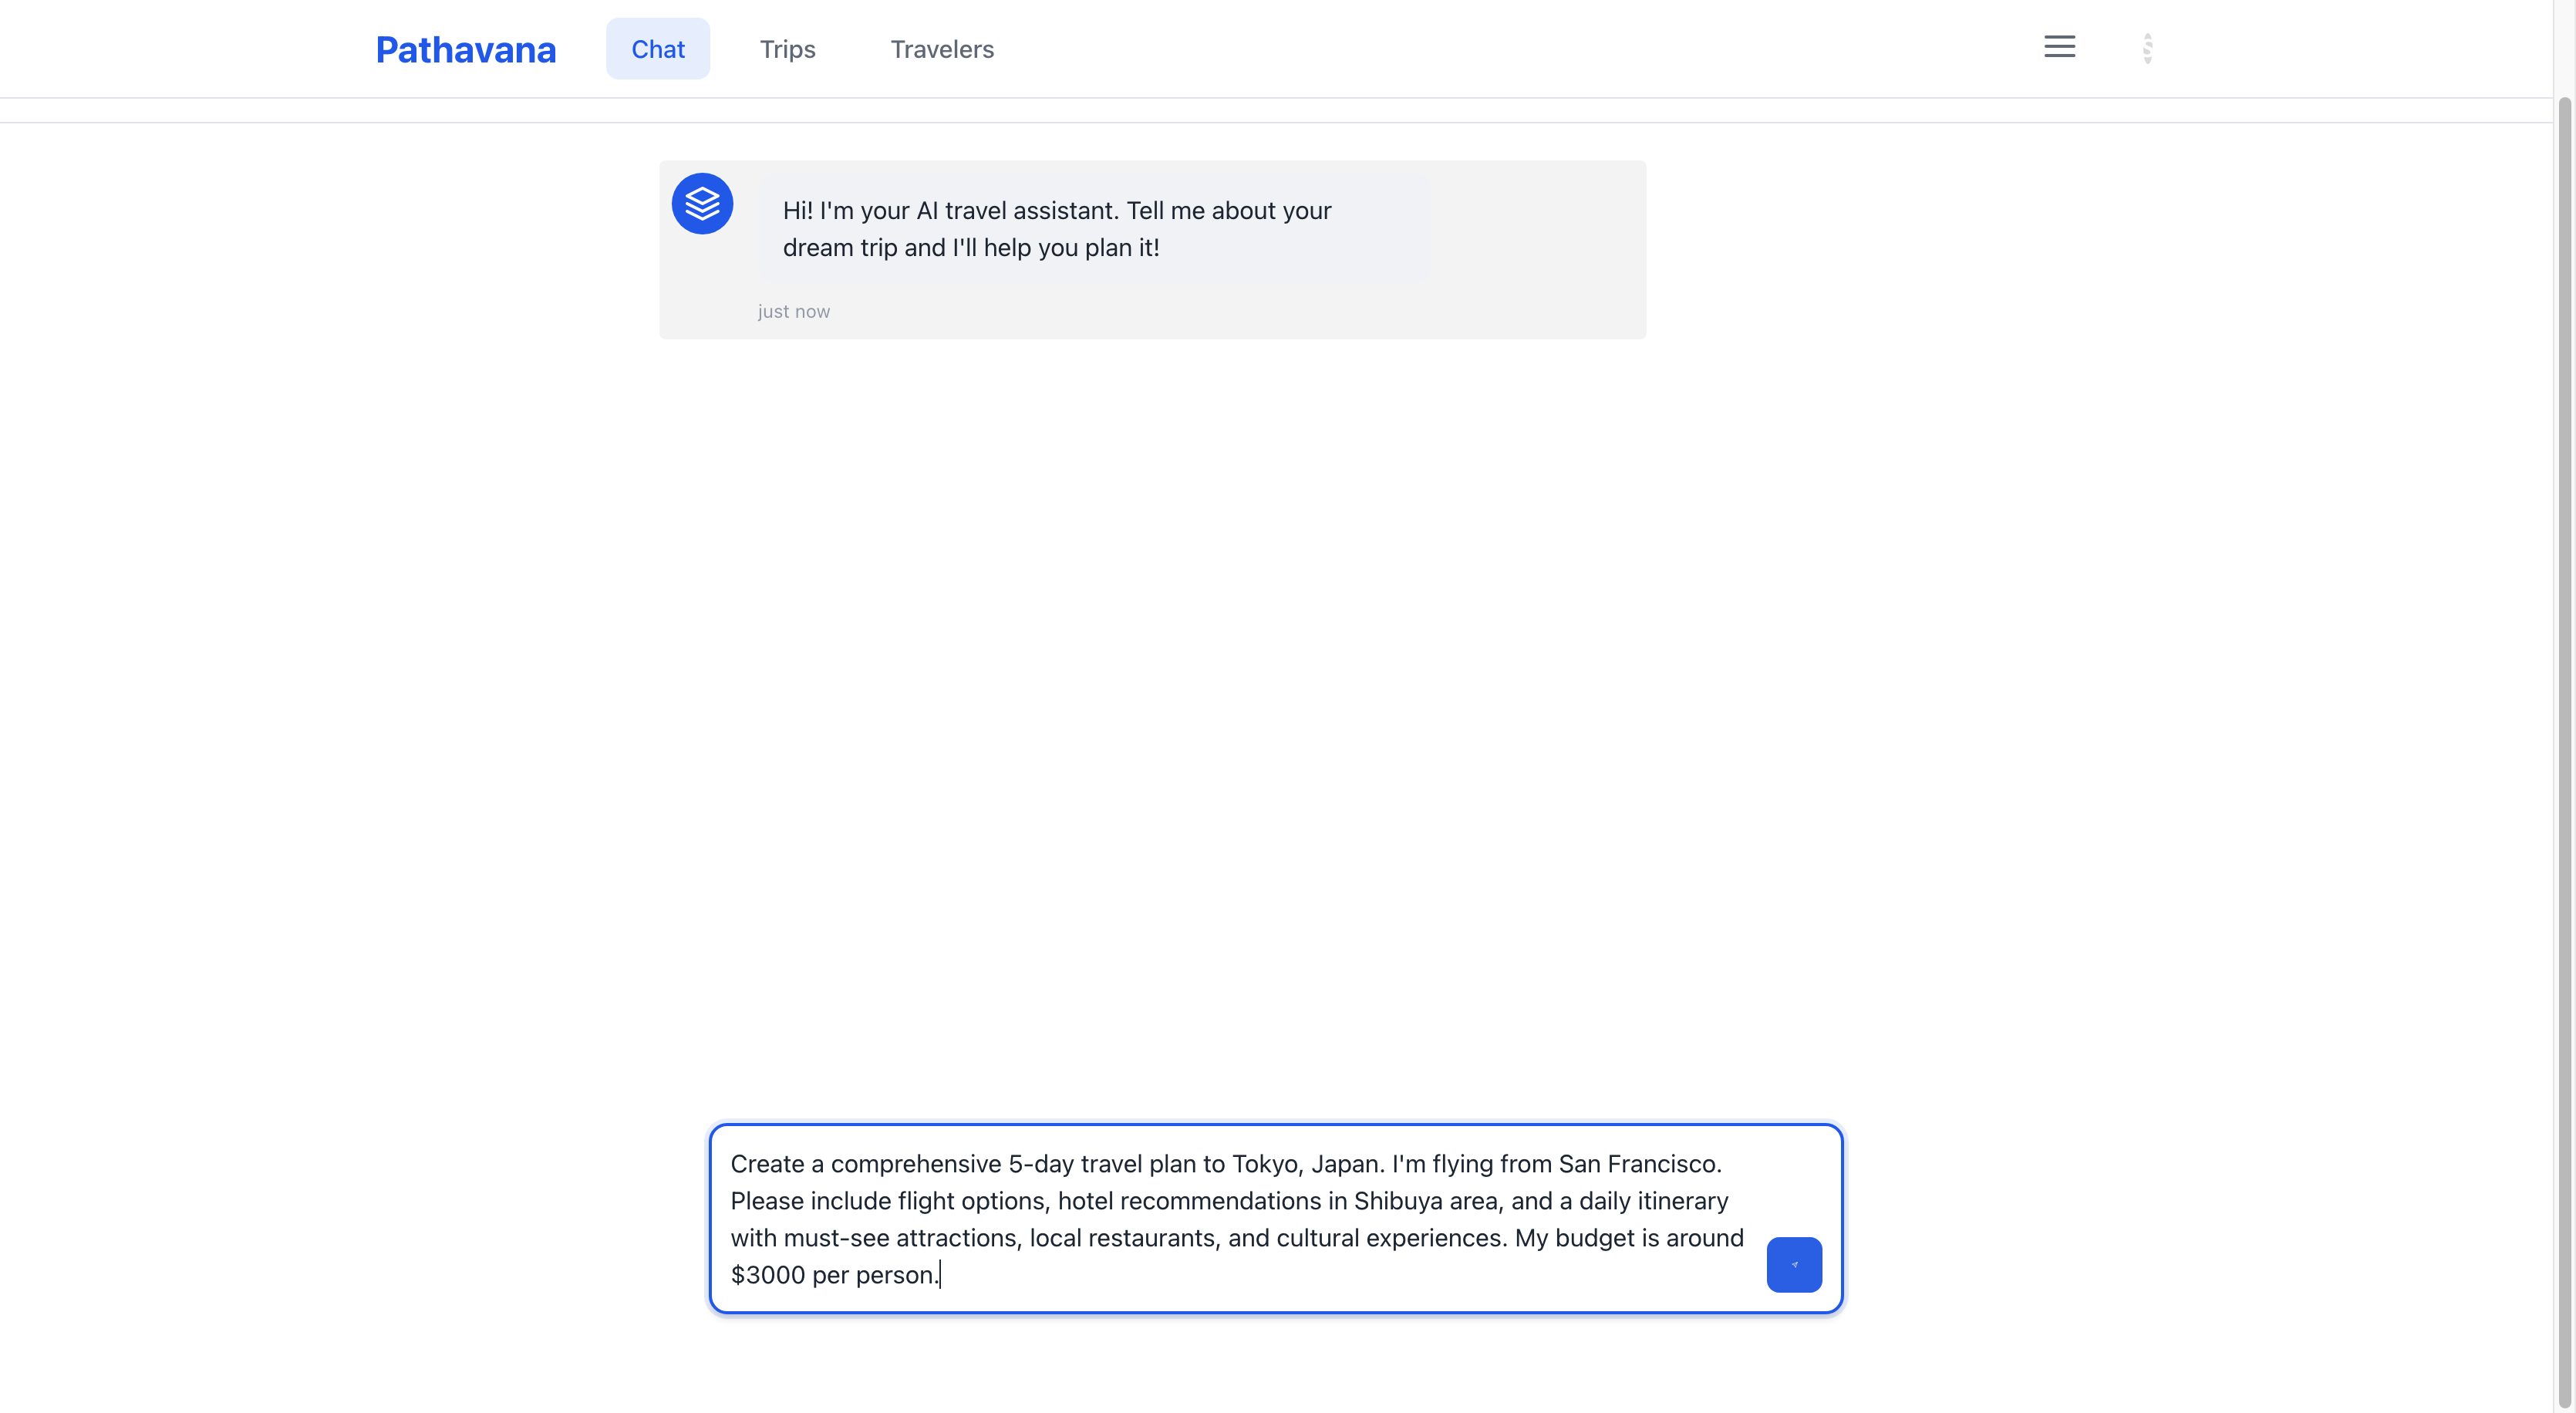 Pathavana
Chat
Trips
Travelers
Hi! I'm your AI travel assistant. Tell me about your
dream trip and I'll help you plan it!
just now
Create a comprehensive 5-day travel plan to Tokyo, Japan. I'm flying from San Francisco.
Please include flight options, hotel recommendations in Shibuya area, and a daily itinerary
with must-see attractions, local restaurants, and cultural experiences. My budget is around
$3000 per person.